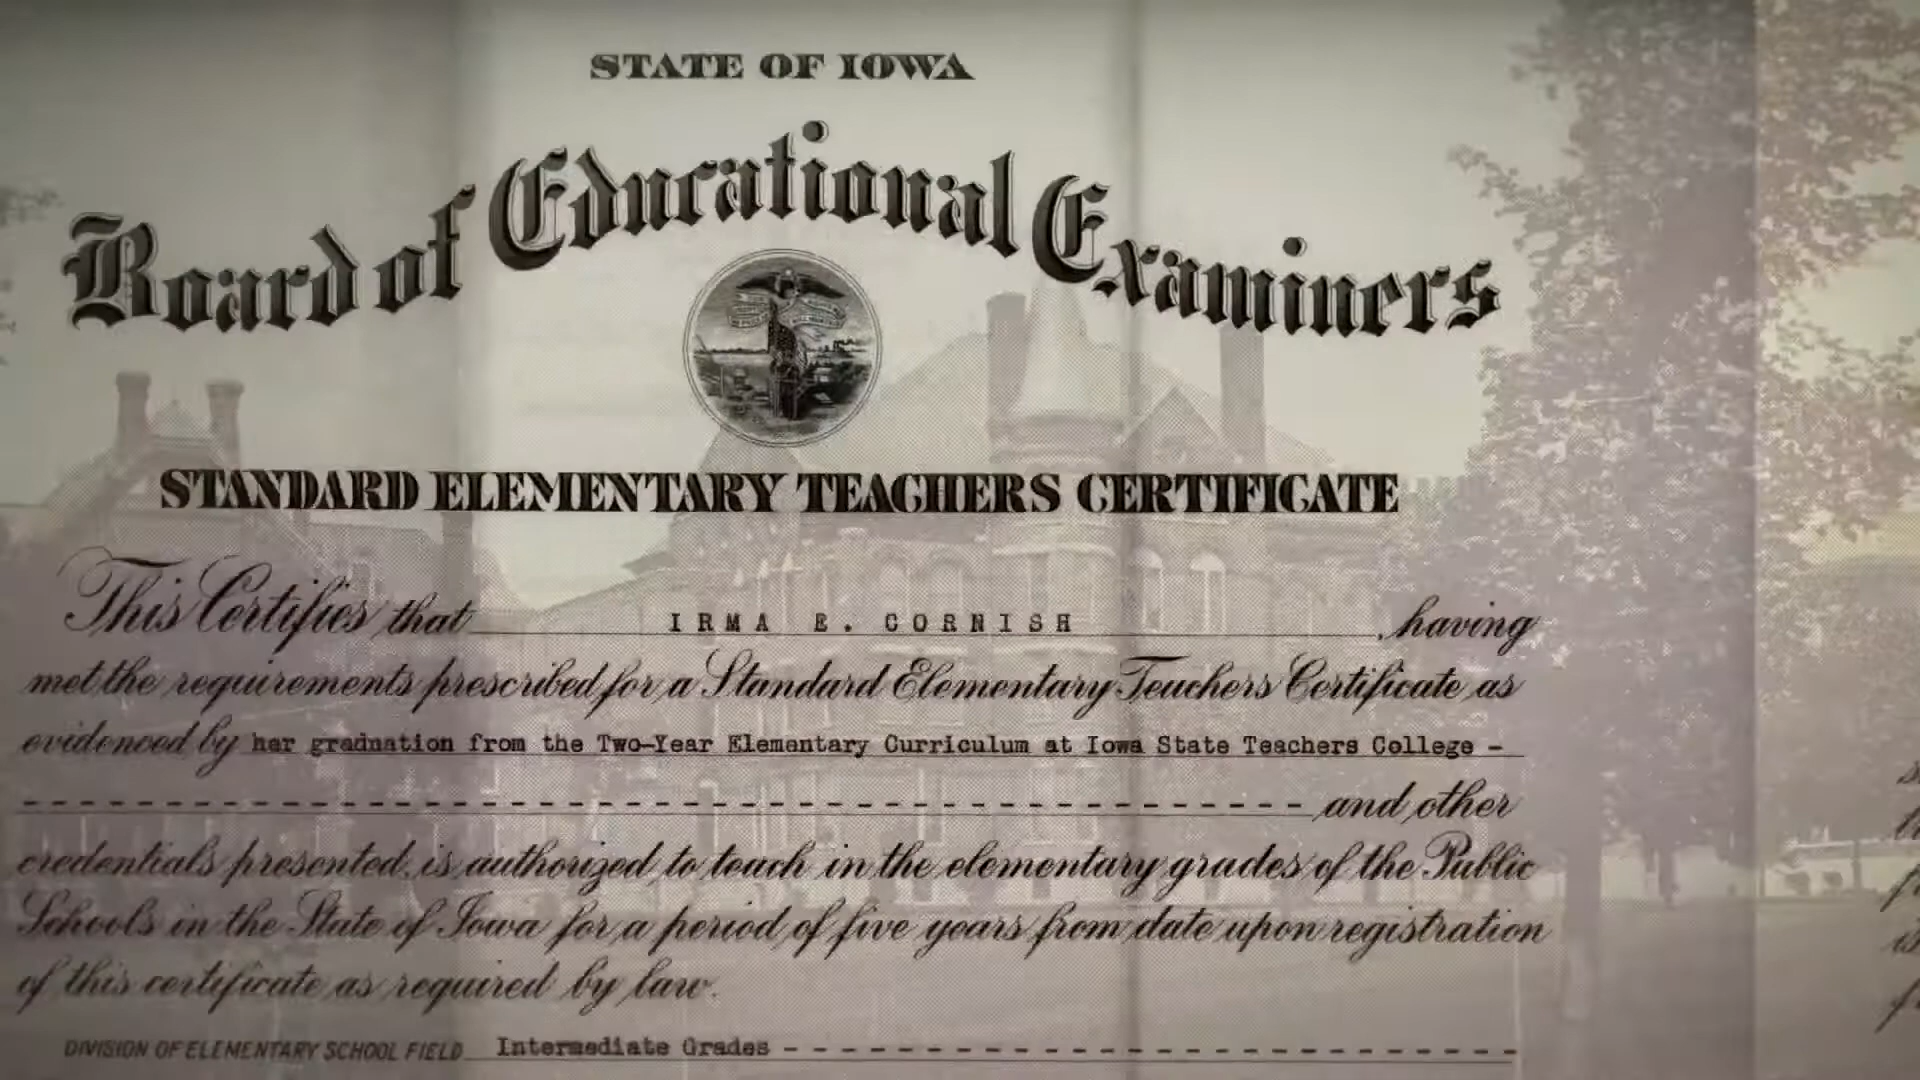 STATE OF IOWA
Board of Educational Examiners
STANDARD ELEMENTARY TEACHERS CERTIFICATE
This Certifies that IRMA E. CORNISH, having
met the requirements prescribed for a Standard Elementary Teachers Certificate as
evidenced by her graduation from the Two-Year Elementary Curriculum at Iowa State Teachers College -
and other
credentials presented, is authorized to teach in the elementary grades of the Public
Schools in the State of Iowa for a period of five years from date upon registration
of this certificate as required by law.
DIVISION OF ELEMENTARY SCHOOL FIELD Intermediate Grades